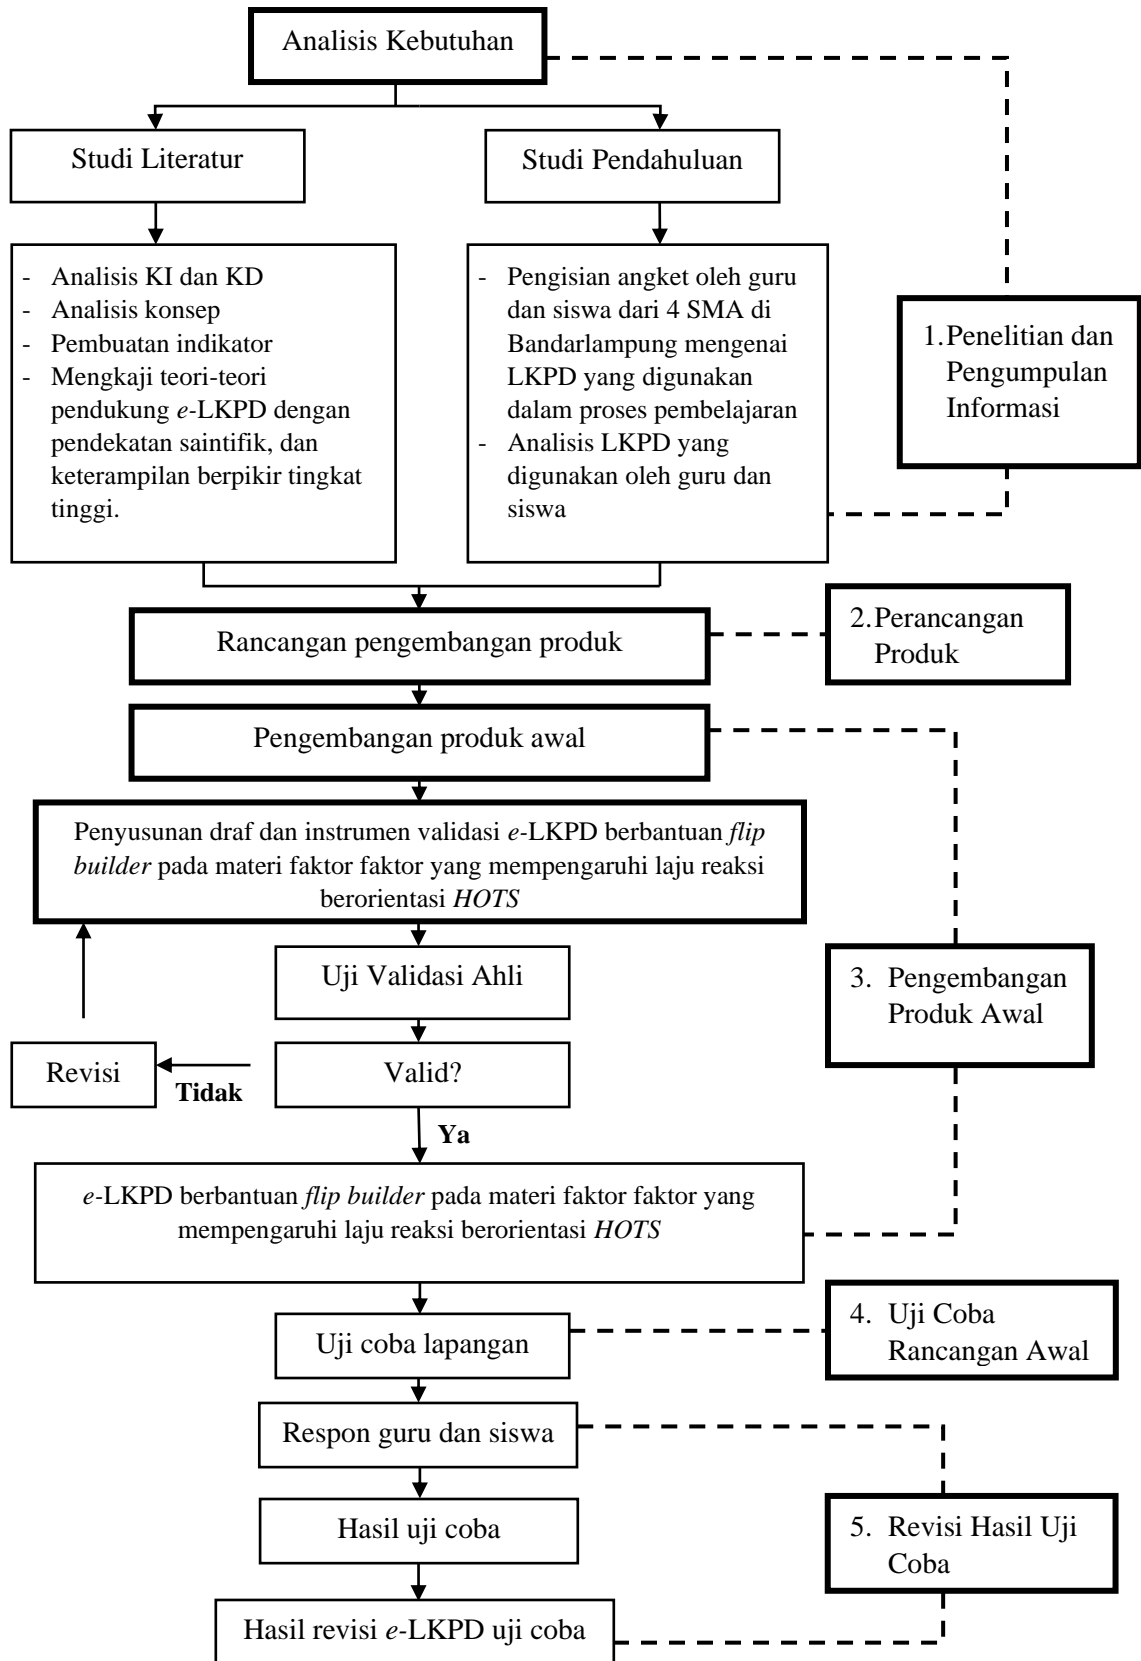 Analisis Kebutuhan
Studi Literatur
Studi Pendahuluan
- Analisis KI dan KD
- Analisis konsep
- Pembuatan indikator
- Mengkaji teori-teori
pendukung e-LKPD dengan
pendekatan saintifik, dan
keterampilan berpikir tingkat
tinggi.
- Pengisian angket oleh guru
dan siswa dari 4 SMA di
Bandarlampung mengenai
LKPD yang digunakan
dalam proses pembelajaran
- Analisis LKPD yang
digunakan oleh guru dan
siswa
1. Penelitian dan
Pengumpulan
Informasi
Rancangan pengembangan produk
2. Perancangan
Produk
Pengembangan produk awal
Penyusunan draf dan instrumen validasi e-LKPD berbantuan flip
builder pada materi faktor faktor yang mempengaruhi laju reaksi
berorientasi HOTS
Uji Validasi Ahli
3. Pengembangan
Produk Awal
Revisi
Tidak
Valid?
Ya
e-LKPD berbantuan flip builder pada materi faktor faktor yang
mempengaruhi laju reaksi berorientasi HOTS
Uji coba lapangan
4. Uji Coba
Rancangan Awal
Respon guru dan siswa
Hasil uji coba
5. Revisi Hasil Uji
Coba
Hasil revisi e-LKPD uji coba